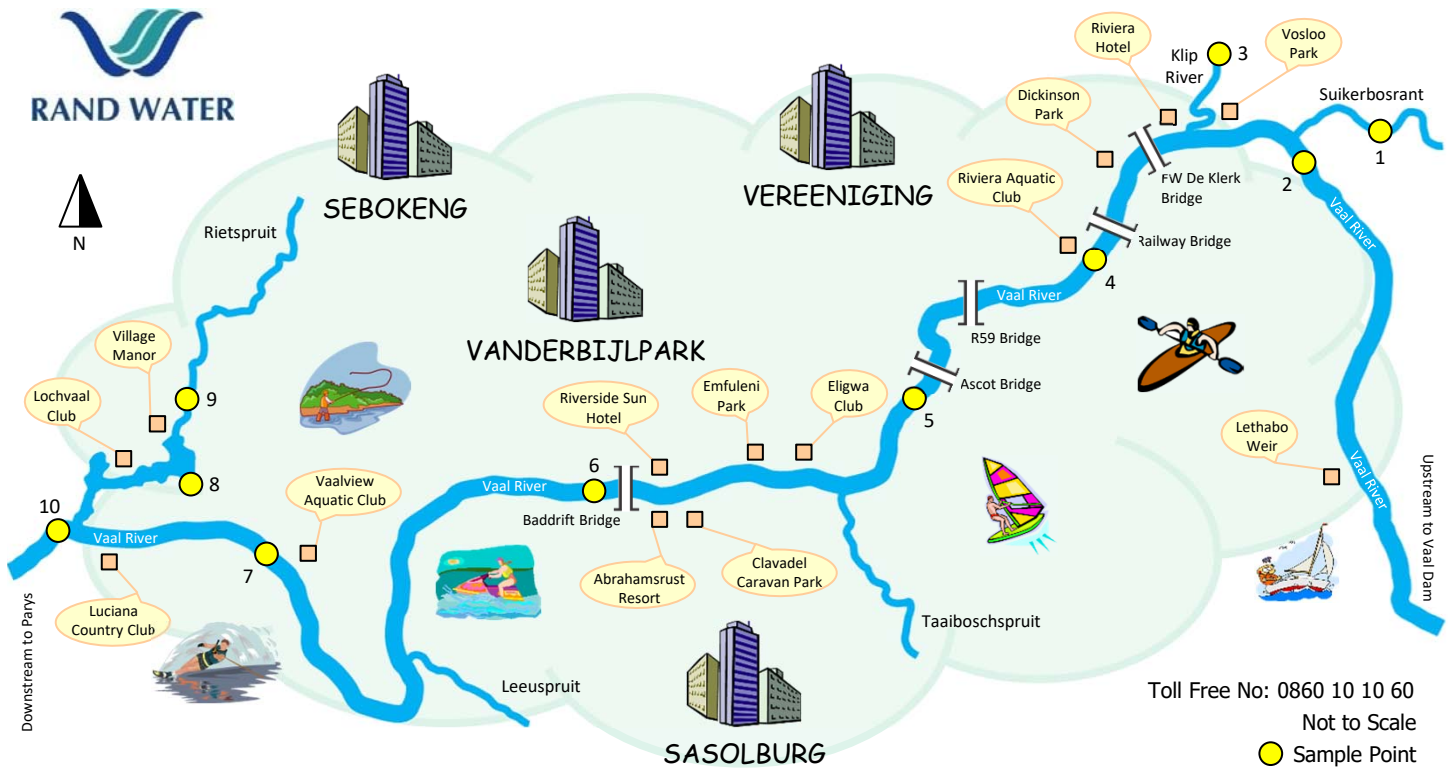 RAND WATER
N
SEBOKENG
VEREENIGING
VANDERBIJLPARK
SASOLBURG
Riviera
Hotel
Klip
River
3
Vosloo
Park
Suikerbosrant
1
2
Dickinson
Park
FW De Klerk
Bridge
Vaal River
Riviera Aquatic
Club
Railway Bridge
4
Vaal River
R59 Bridge
Ascot Bridge
5
Rietspruit
Village
Manor
Lochvaal
Club
9
8
10
Vaal River
Vaalview
Aquatic Club
7
Luciana
Country Club
Vaal River
6
Baddrift Bridge
Riverside Sun
Hotel
Emfuleni
Park
Eligwa
Club
Abrahamsrust
Resort
Clavadel
Caravan Park
Taaiboschspruit
Leeuspruit
Lethabo
Weir
Vaal River
Upstream to Vaal Dam
Downstream to Parys
Toll Free No: 0860 10 10 60
Not to Scale
Sample Point